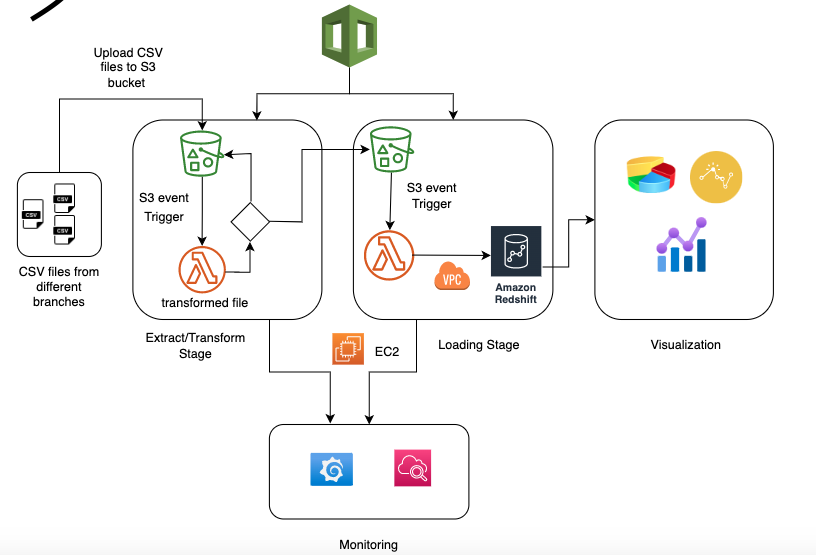 Upload CSV
files to S3
bucket
S3 event
Trigger
S3 event
Trigger
CSV
CSV
CSV
CSV files from
different
branches
transformed file
VPC
Amazon
Redshift
Extract/Transform
Stage
EC2
Loading Stage
Visualization
Monitoring